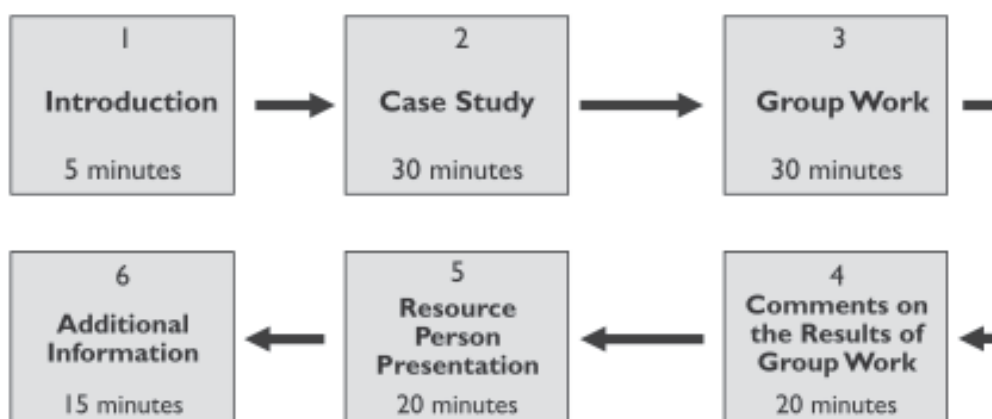 1
Introduction
5 minutes
2
Case Study
30 minutes
3
Group Work
30 minutes
4
Comments on
the Results of
Group Work
20 minutes
5
Resource
Person
Presentation
20 minutes
6
Additional
Information
15 minutes